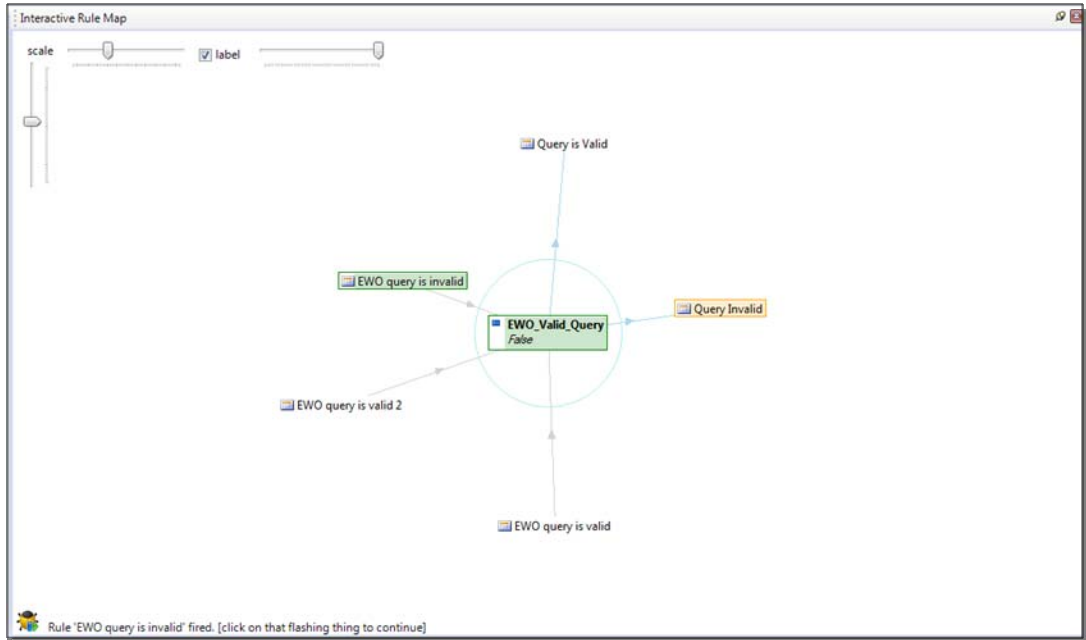 Interactive Rule Map
scale
label
Query is Valid
EWO query is invalid
Query Invalid
EWO_Valid_Query
False
EWO query is valid 2
EWO query is valid
Rule 'EWO query is invalid' fired. [click on that flashing thing to continue]